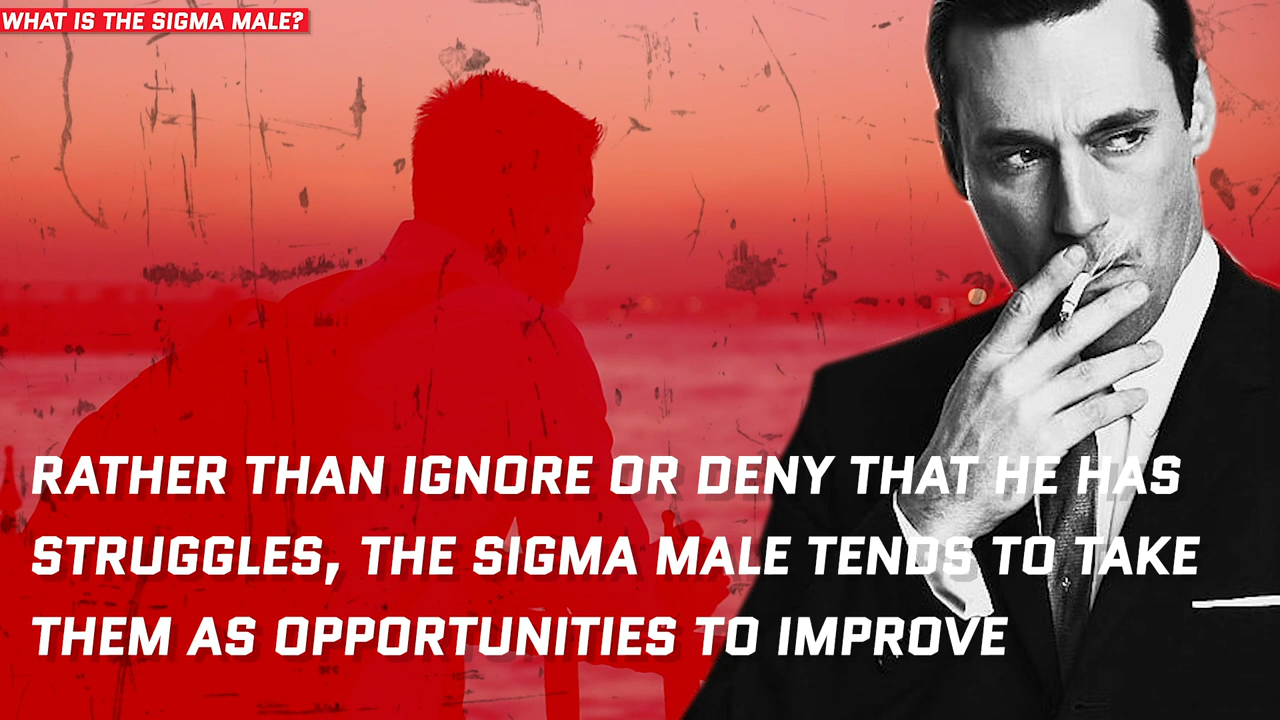 WHAT IS THE SIGMA MALE?
RATHER THAN IGNORE OR DENY THAT HE HAS
STRUGGLES, THE SIGMA MALE TENDS TO TAKE
THEM AS OPPORTUNITIES TO IMPROVE